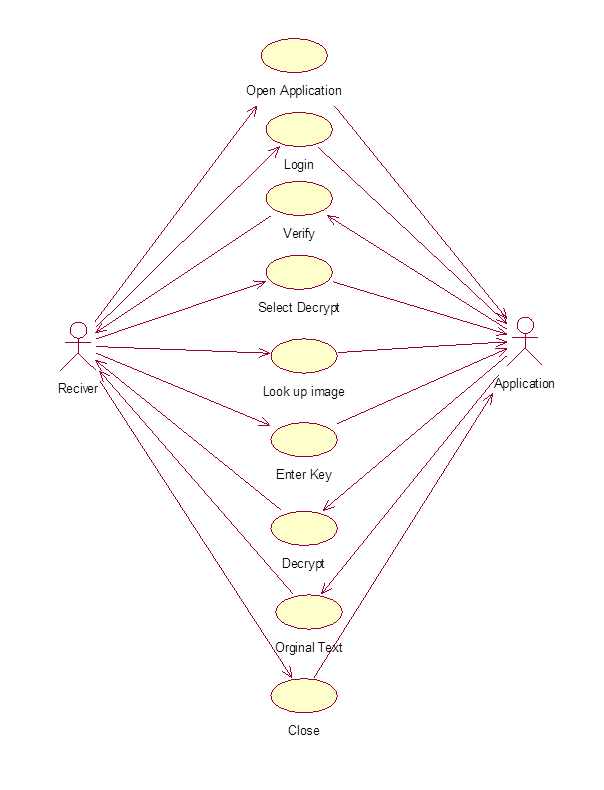 Open Application
Login
Verify
Select Decrypt
Reciver
Application
Look up image
Enter Key
Decrypt
Orginal Text
Close